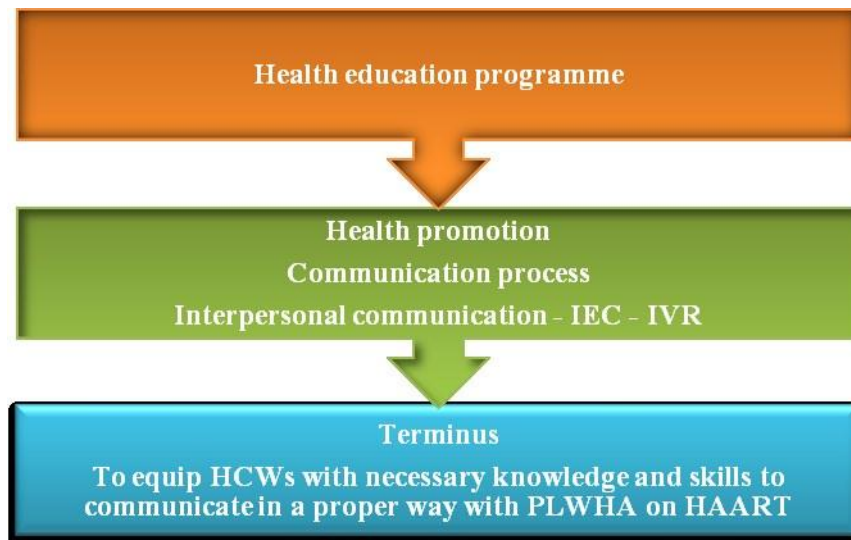 Health education programme
Health promotion
Communication process
Interpersonal communication - IEC - IVR
Terminus
To equip HCWs with necessary knowledge and skills to
communicate in a proper way with PLWHA on HAART